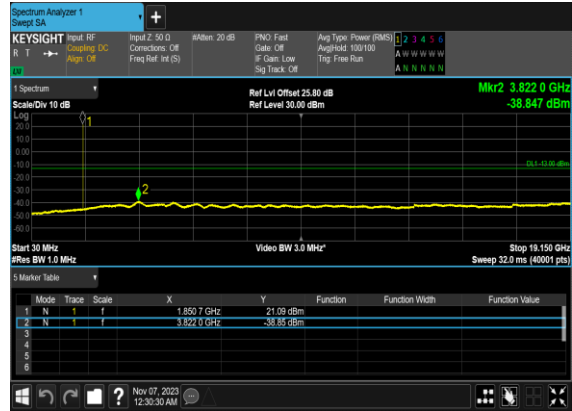 Spectrum Analyzer 1
Swept SA
+
KEYSIGHT Input: RF Input Z: 50 Ω #Atten: 20 dB PNO: Fast Avg Type: Power (RMS) 1 2 3 4 5 6
R T Coupling: DC Corrections: Off Gate: Off Avg|Hold: 100/100 A W W W W W
Align: Off Freq Ref: Int (S) IF Gain: Low Trig: Free Run
Sig Track: Off A N N N N N
1 Spectrum Ref Lvl Offset 25.80 dB Mkr2 3.822 0 GHz
Scale/Div 10 dB Ref Level 30.00 dBm -38.847 dBm
Log
20.0
10.0
0.00
-10.0
-20.0
-30.0
-40.0
-50.0
-60.0
1
2
DL1 -13.00 dBm
Start 30 MHz Video BW 3.0 MHz* Stop 19.150 GHz
#Res BW 1.0 MHz Sweep 32.0 ms (40001 pts)
5 Marker Table
Mode Trace Scale X Y Function Function Width Function Value
1 N 1 f 1.850 7 GHz 21.09 dBm
2 N 1 f 3.822 0 GHz -38.85 dBm
3
4
5
6
? Nov 07, 2023
12:30:30 AM